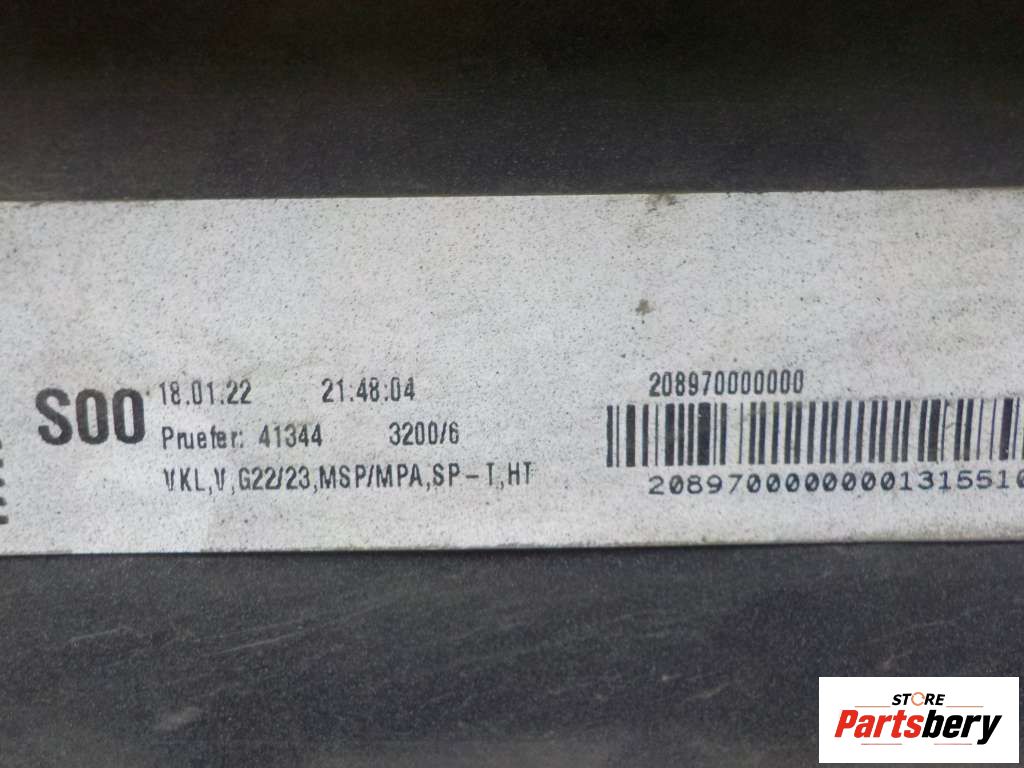 S00
18.01.22 21:48:04
Pruefer: 41344 3200/6
VKL,V,G22/23,MSP/MPA,SP-T,HT
208970000000
20897000000001315510
STORE
Partsbery